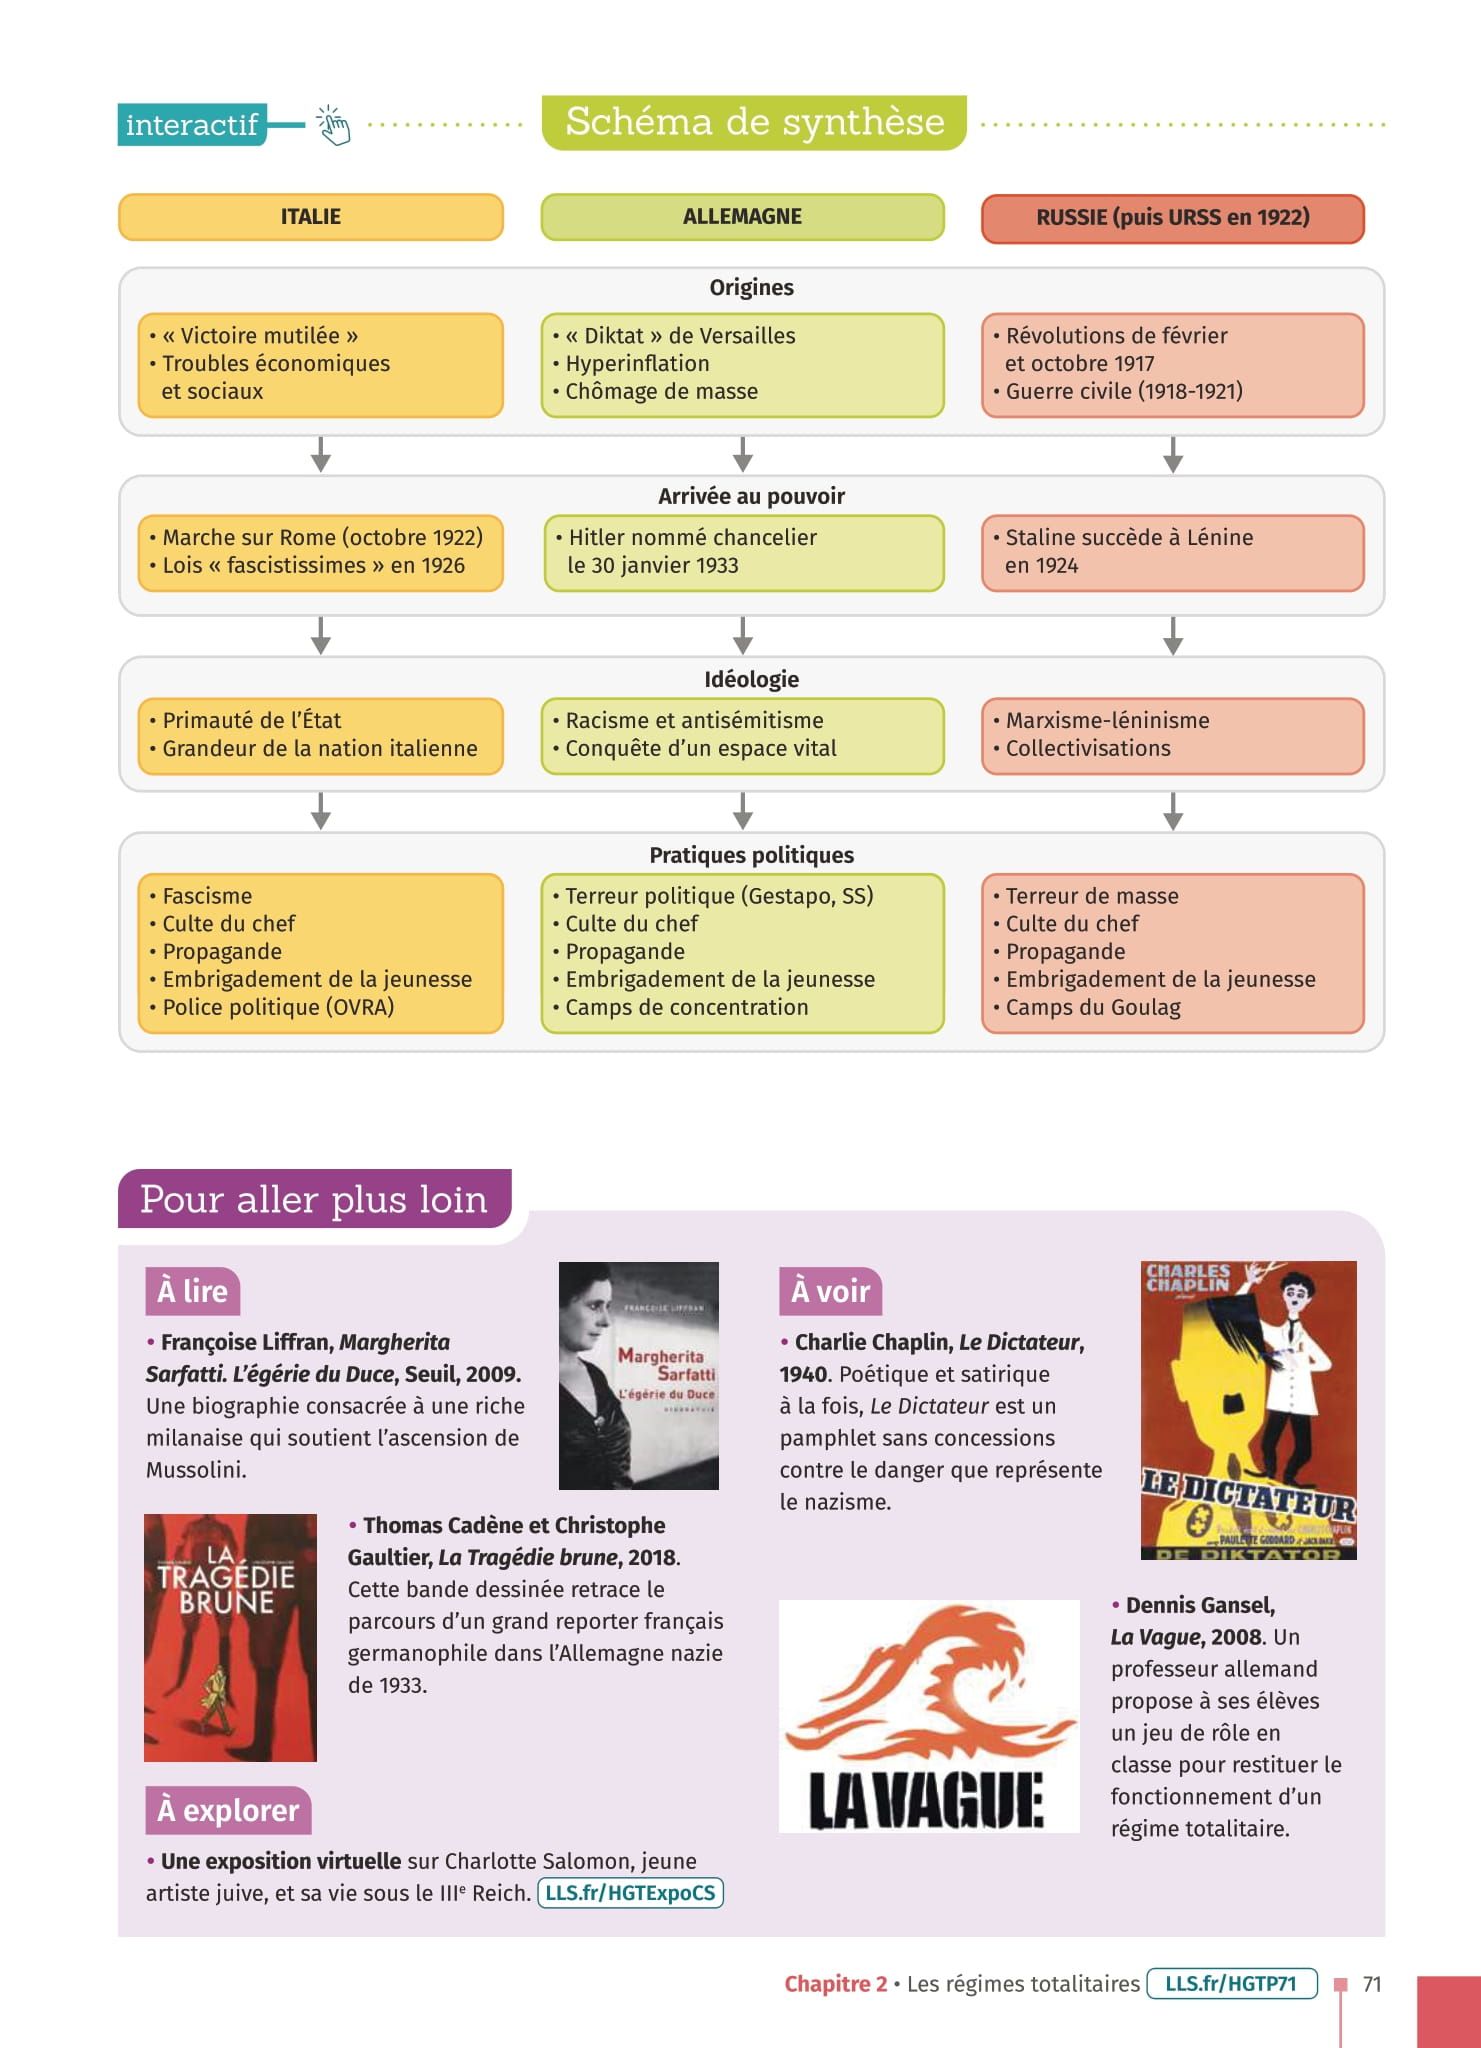 interactif
Schéma de synthèse
ITALIE
ALLEMAGNE
RUSSIE (puis URSS en 1922)
Origines
• « Victoire mutilée »
• Troubles économiques
et sociaux
• « Diktat » de Versailles
• Hyperinflation
• Chômage de masse
• Révolutions de février
et octobre 1917
• Guerre civile (1918-1921)
Arrivée au pouvoir
• Marche sur Rome (octobre 1922)
• Lois « fascistissimes » en 1926
• Hitler nommé chancelier
le 30 janvier 1933
• Staline succède à Lénine
en 1924
Idéologie
• Primauté de l’État
• Grandeur de la nation italienne
• Racisme et antisémitisme
• Conquête d’un espace vital
• Marxisme-léninisme
• Collectivisations
Pratiques politiques
• Fascisme
• Culte du chef
• Propagande
• Embrigadement de la jeunesse
• Police politique (OVRA)
• Terreur politique (Gestapo, SS)
• Culte du chef
• Propagande
• Embrigadement de la jeunesse
• Camps de concentration
• Terreur de masse
• Culte du chef
• Propagande
• Embrigadement de la jeunesse
• Camps du Goulag
Pour aller plus loin
À lire
• Françoise Liffran, Margherita
Sarfatti. L’égérie du Duce, Seuil, 2009.
Une biographie consacrée à une riche
milanaise qui soutient l’ascension de
Mussolini.
FRANÇOISE LIFFRAN
Margherita
Sarfatti
L’égérie du Duce
BIOGRAPHIE
LA
TRAGÉDIE
BRUNE
• Thomas Cadène et Christophe
Gaultier, La Tragédie brune, 2018.
Cette bande dessinée retrace le
parcours d’un grand reporter français
germanophile dans l’Allemagne nazie
de 1933.
À explorer
• Une exposition virtuelle sur Charlotte Salomon, jeune
artiste juive, et sa vie sous le IIIe Reich. LLS.fr/HGTExpoCS
À voir
• Charlie Chaplin, Le Dictateur,
1940. Poétique et satirique
à la fois, Le Dictateur est un
pamphlet sans concessions
contre le danger que représente
le nazisme.
CHARLES
CHAPLIN
LE DICTATEUR
PAULETTE GODDARD
DE DIKTATOR
LA VAGUE
• Dennis Gansel,
La Vague, 2008. Un
professeur allemand
propose à ses élèves
un jeu de rôle en
classe pour restituer le
fonctionnement d’un
régime totalitaire.
Chapitre 2 • Les régimes totalitaires LLS.fr/HGTP71 71